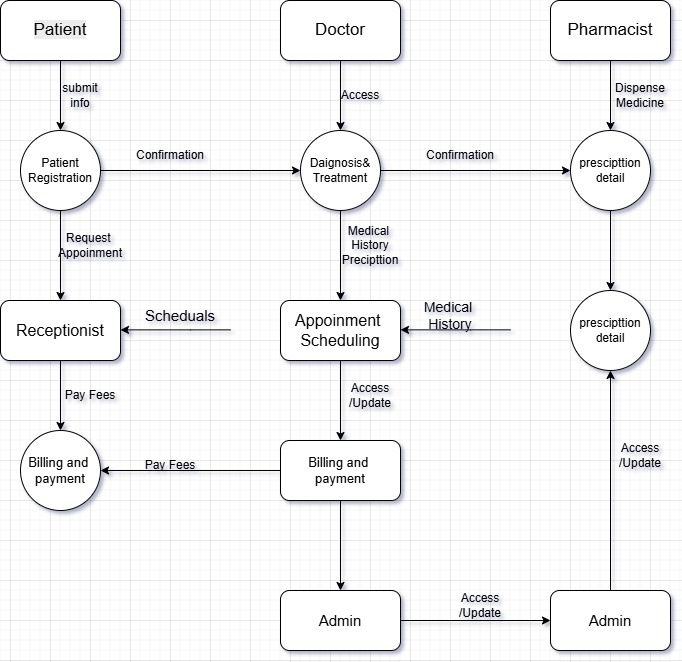 Patient
Doctor
Pharmacist
submit
info
Access
Dispense
Medicine
Patient
Registration
Confirmation
Daignosis&
Treatment
Confirmation
prescipttion
detail
Request
Appoinment
Medical
History
Precipttion
Receptionist
Scheduals
Appoinment
Scheduling
Medical
History
prescipttion
detail
Pay Fees
Access
/Update
Billing and
payment
Pay Fees
Billing and
payment
Access
/Update
Admin
Access
/Update
Admin